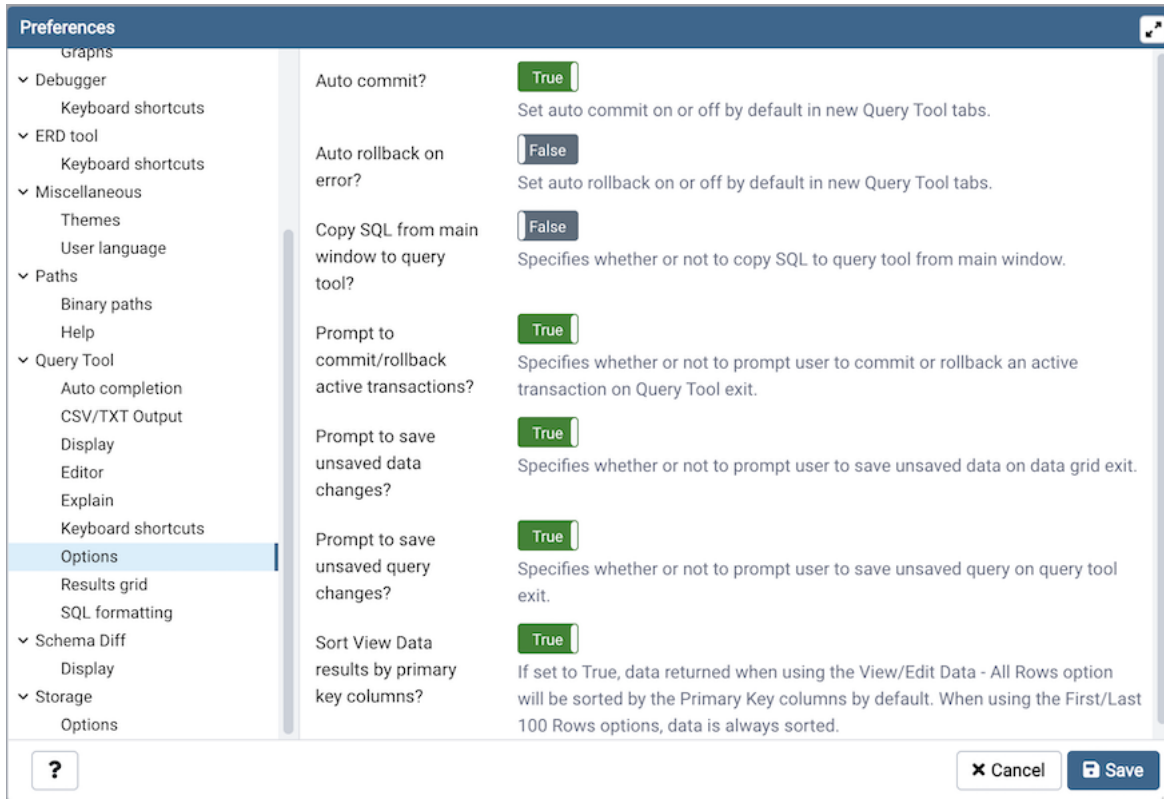 Preferences
Graphs
Debugger
Keyboard shortcuts
ERD tool
Keyboard shortcuts
Miscellaneous
Themes
User language
Paths
Binary paths
Help
Query Tool
Auto completion
CSV/TXT Output
Display
Editor
Explain
Keyboard shortcuts
Options
Results grid
SQL formatting
Schema Diff
Display
Storage
Options
Auto commit?
True
Set auto commit on or off by default in new Query Tool tabs.
Auto rollback on
error?
False
Set auto rollback on or off by default in new Query Tool tabs.
Copy SQL from main
window to query
tool?
False
Specifies whether or not to copy SQL to query tool from main window.
Prompt to
commit/rollback
active transactions?
True
Specifies whether or not to prompt user to commit or rollback an active
transaction on Query Tool exit.
Prompt to save
unsaved data
changes?
True
Specifies whether or not to prompt user to save unsaved data on data grid exit.
Prompt to save
unsaved query
changes?
True
Specifies whether or not to prompt user to save unsaved query on query tool
exit.
Sort View Data
results by primary
key columns?
True
If set to True, data returned when using the View/Edit Data - All Rows option
will be sorted by the Primary Key columns by default. When using the First/Last
100 Rows options, data is always sorted.
?
Cancel
Save